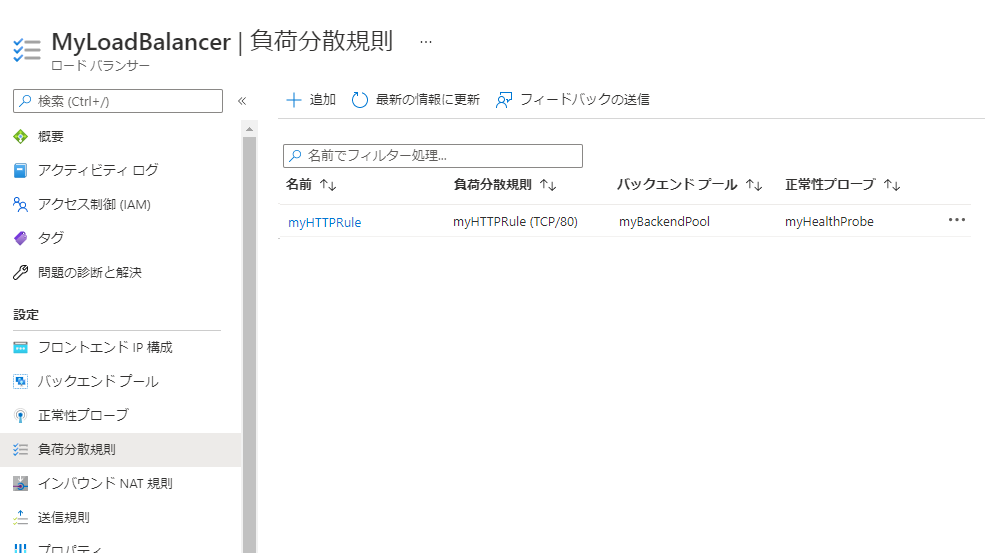 MyLoadBalancer | 負荷分散規則 ...
ロード バランサー
検索 (Ctrl+/) «
概要
アクティビティ ログ
アクセス制御 (IAM)
タグ
問題の診断と解決
設定
フロントエンド IP 構成
バックエンド プール
正常性プローブ
負荷分散規則
インバウンド NAT 規則
送信規則
プロパティ
追加 最新の情報に更新 フィードバックの送信
名前でフィルター処理...
名前 ↑↓ 負荷分散規則 ↑↓ バックエンド プール ↑↓ 正常性プローブ ↑↓
myHTTPRule myHTTPRule (TCP/80) myBackendPool myHealthProbe ...